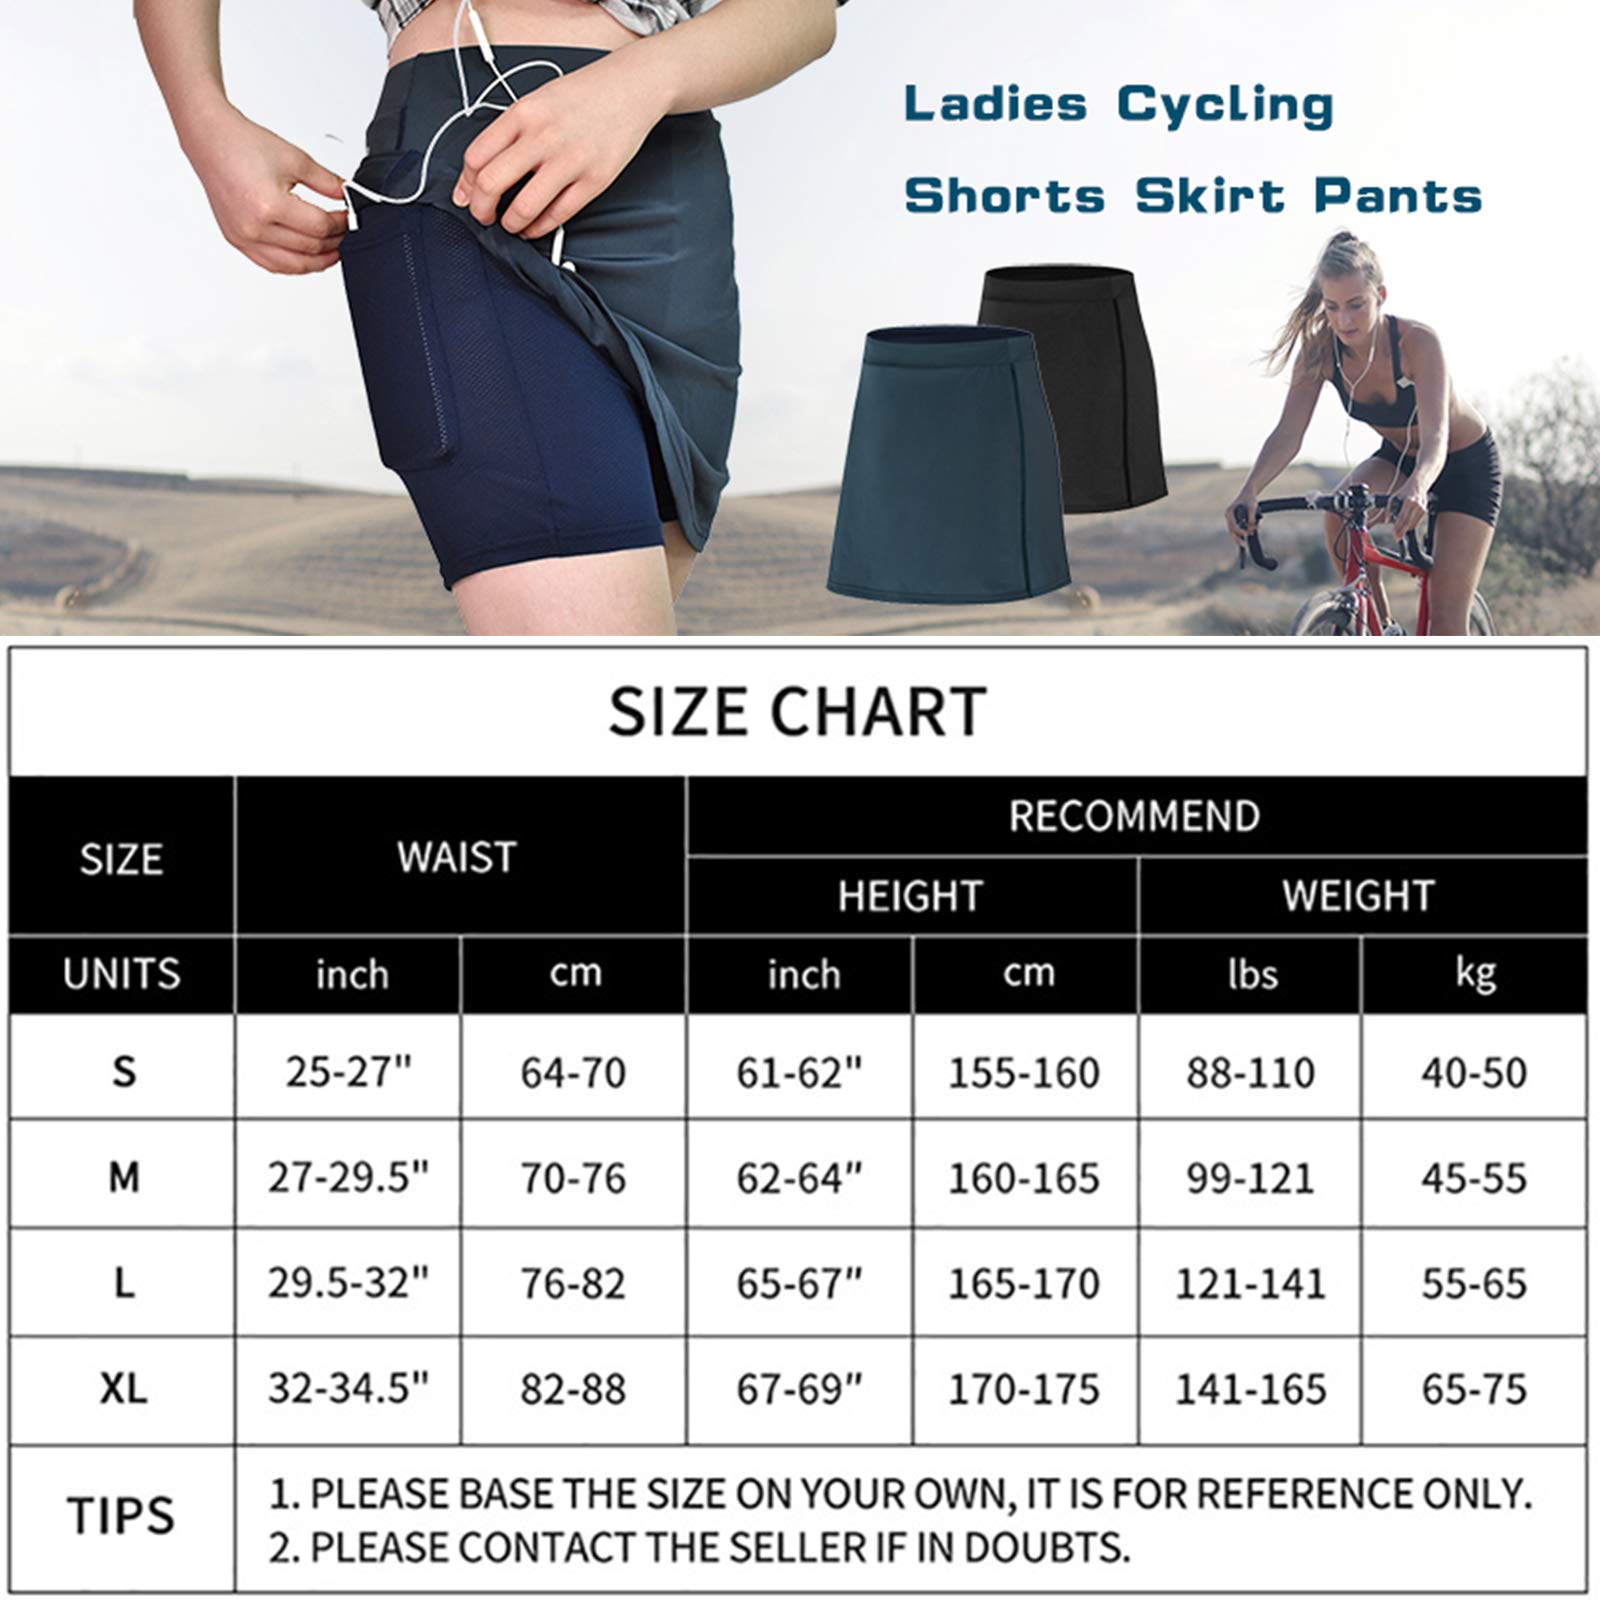 Ladies Cycling
Shorts Skirt Pants
SIZE CHART
SIZE WAIST RECOMMEND
HEIGHT WEIGHT
UNITS inch cm inch cm lbs kg
S 25-27" 64-70 61-62" 155-160 88-110 40-50
M 27-29.5" 70-76 62-64" 160-165 99-121 45-55
L 29.5-32" 76-82 65-67" 165-170 121-141 55-65
XL 32-34.5" 82-88 67-69" 170-175 141-165 65-75
TIPS 1. PLEASE BASE THE SIZE ON YOUR OWN, IT IS FOR REFERENCE ONLY.
2. PLEASE CONTACT THE SELLER IF IN DOUBTS.